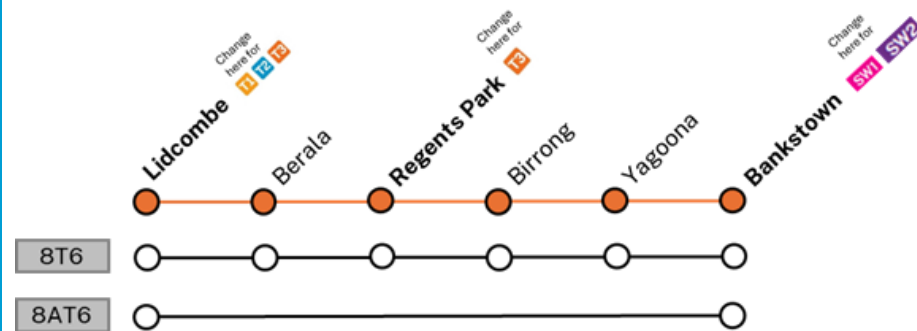 Change
here for
T1 T2 T3
Lidcombe
Berala
Change
here for
T3
Regents Park
Birrong
Yagoona
Change
here for
SW1 SW2
Bankstown
8T6
8AT6